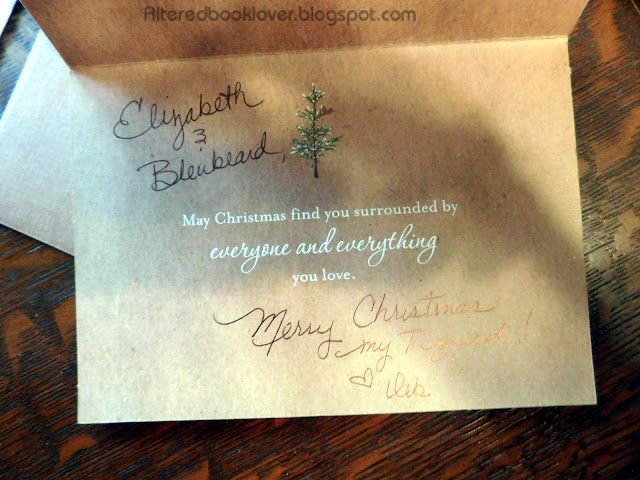 Alteredbooklover.blogspot.com
Elizabeth
&
Bleubeard,
May Christmas find you surrounded by
everyone and everything
you love.
Merry Christmas
my !
♡ deb